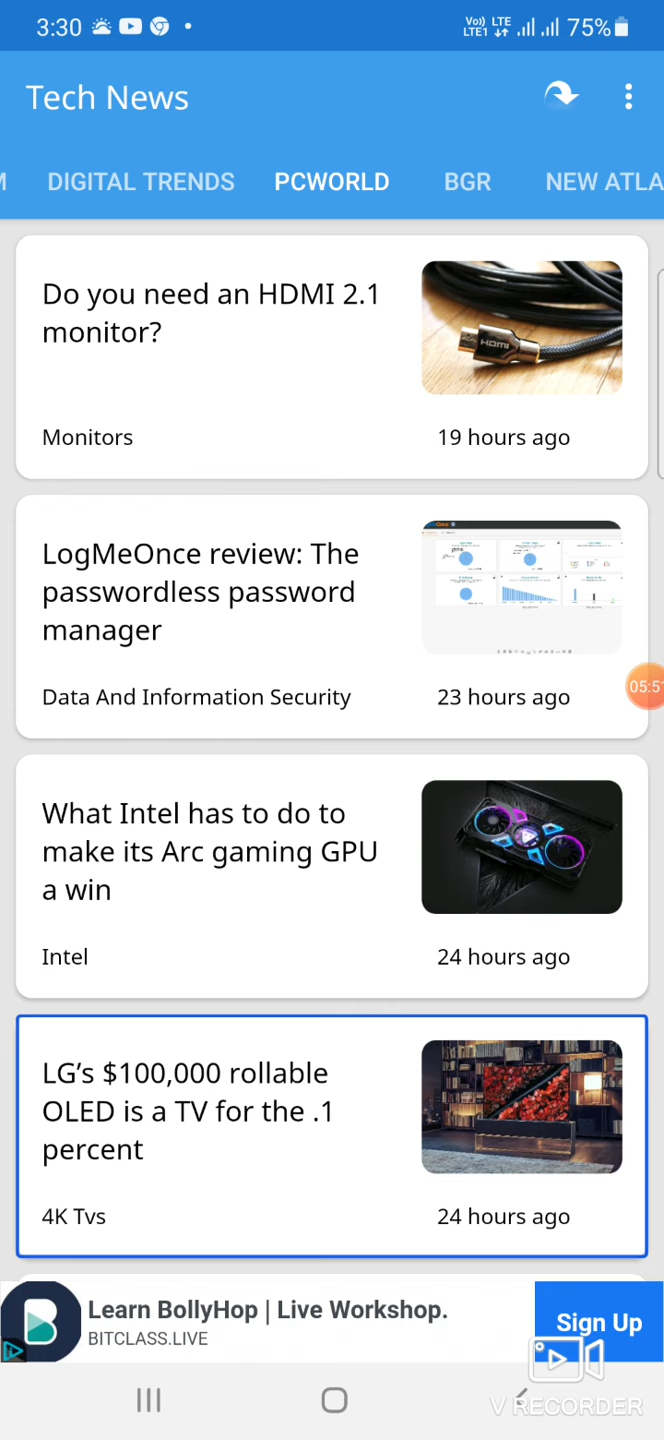 3:30
Vo)) LTE
LTE1
75%
Tech News
M DIGITAL TRENDS PCWORLD BGR NEW ATLA
Do you need an HDMI 2.1
monitor?
HDMI
Monitors 19 hours ago
LogMeOnce review: The
passwordless password
manager
Data And Information Security 23 hours ago
05:51
What Intel has to do to
make its Arc gaming GPU
a win
Intel 24 hours ago
LG’s $100,000 rollable
OLED is a TV for the .1
percent
4K Tvs 24 hours ago
Learn BollyHop | Live Workshop.
BITCLASS.LIVE
Sign Up
V RECORDER